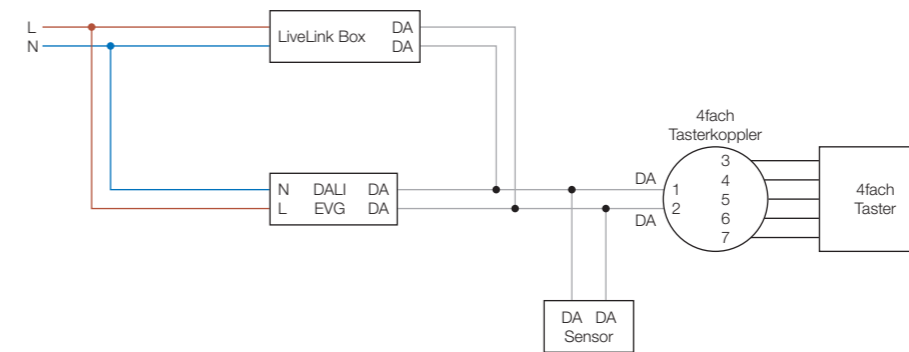 L
N
LiveLink Box
DA
DA
N DALI DA
L EVG DA
4fach
Tasterkoppler
DA
DA
1
2
3
4
5
6
7
4fach
Taster
DA DA
Sensor